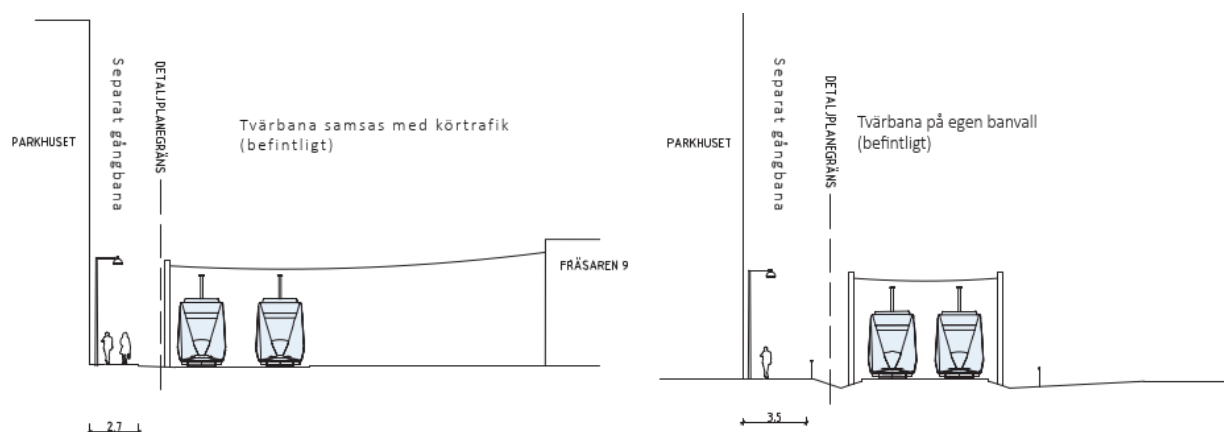 PARKHUSET
Separat gångbana
DETALJPLANEGRÄNS
Tvärbana samsas med körtrafik
(befintligt)
FRÄSAREN 9
2.7
PARKHUSET
Separat gångbana
DETALJPLANEGRÄNS
Tvärbana på egen banvall
(befintligt)
3.5